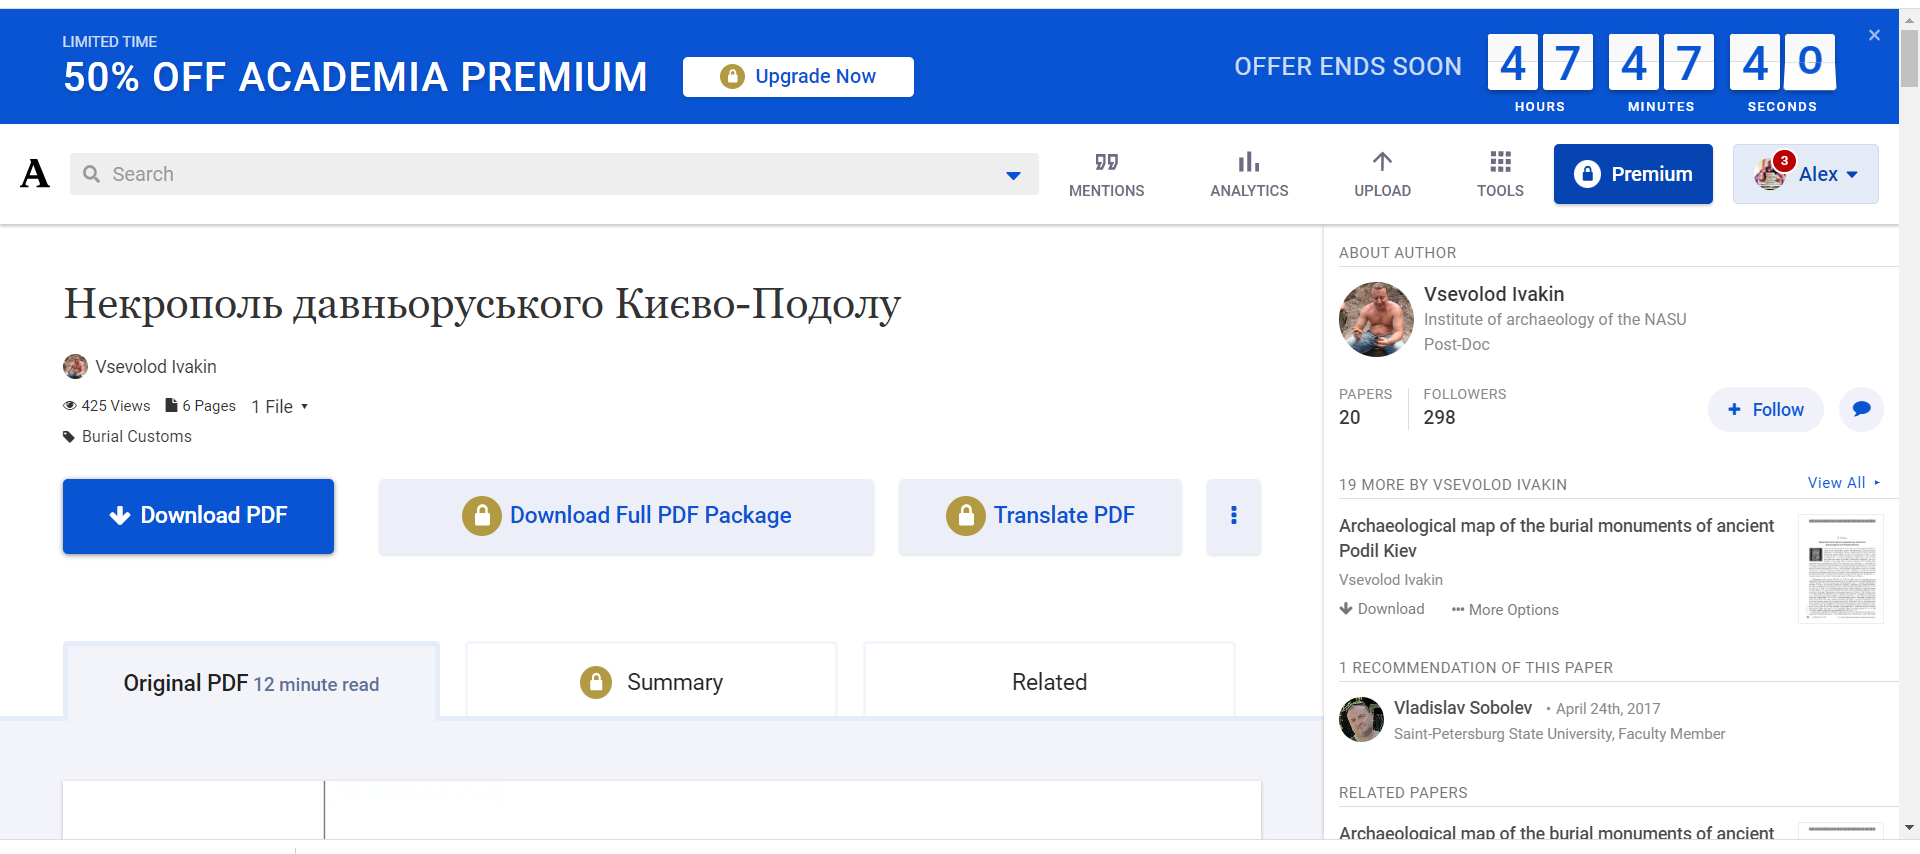 LIMITED TIME
50% OFF ACADEMIA PREMIUM
Upgrade Now
OFFER ENDS SOON
47 47 40
HOURS MINUTES SECONDS
A
Search
MENTIONS
ANALYTICS
UPLOAD
TOOLS
Premium
3
Alex
Некрополь давньоруського Києво-Подолу
Vsevolod Ivakin
425 Views 6 Pages 1 File
Burial Customs
Download PDF
Download Full PDF Package
Translate PDF
Original PDF 12 minute read
Summary
Related
ABOUT AUTHOR
Vsevolod Ivakin
Institute of archaeology of the NASU
Post-Doc
PAPERS FOLLOWERS
20 298
+ Follow
19 MORE BY VSEVOLOD IVAKIN
View All
Archaeological map of the burial monuments of ancient
Podil Kiev
Vsevolod Ivakin
Download ••• More Options
1 RECOMMENDATION OF THIS PAPER
Vladislav Sobolev • April 24th, 2017
Saint-Petersburg State University, Faculty Member
RELATED PAPERS
Archaeological map of the burial monuments of ancient